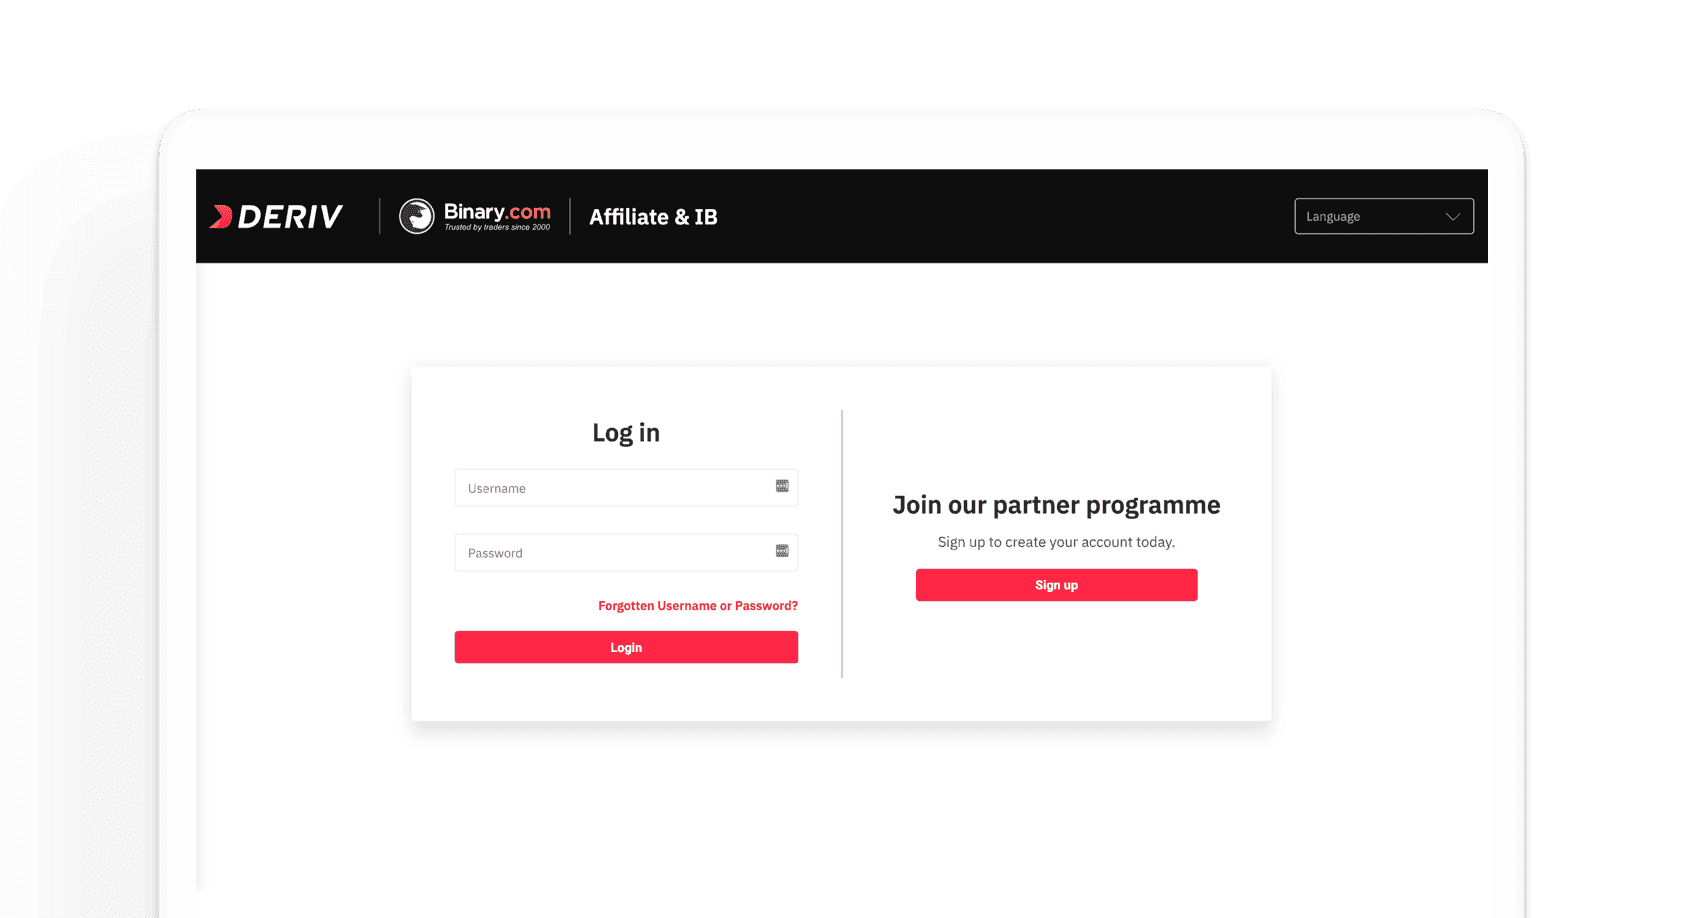 DERIV
Binary.com
Trusted by traders since 2000
Affiliate & IB
Language
Log in
Username
Password
Forgotten Username or Password?
Login
Join our partner programme
Sign up to create your account today.
Sign up